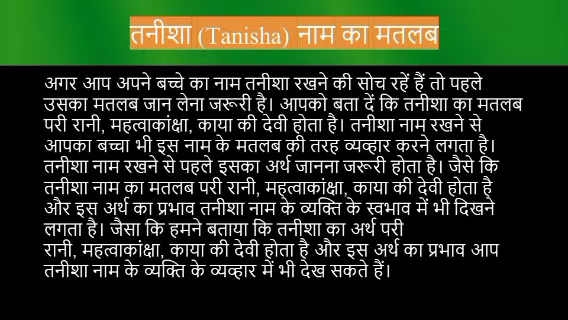 तनीशा (Tanisha) नाम का मतलब
अगर आप अपने बच्चे का नाम तनीशा रखने की सोच रहें हैं तो पहले
उसका मतलब जान लेना जरूरी है। आपको बता दें कि तनीशा का मतलब
परी रानी, महत्वाकांक्षा, काया की देवी होता है। तनीशा नाम रखने से
आपका बच्चा भी इस नाम के मतलब की तरह व्यव्हार करने लगता है।
तनीशा नाम रखने से पहले इसका अर्थ जानना जरूरी होता है। जैसे कि
तनीशा नाम का मतलब परी रानी, महत्वाकांक्षा, काया की देवी होता है
और इस अर्थ का प्रभाव तनीशा नाम के व्यक्ति के स्वभाव में भी दिखने
लगता है। जैसा कि हमने बताया कि तनीशा का अर्थ परी
रानी, महत्वाकांक्षा, काया की देवी होता है और इस अर्थ का प्रभाव आप
तनीशा नाम के व्यक्ति के व्यव्हार में भी देख सकते हैं।